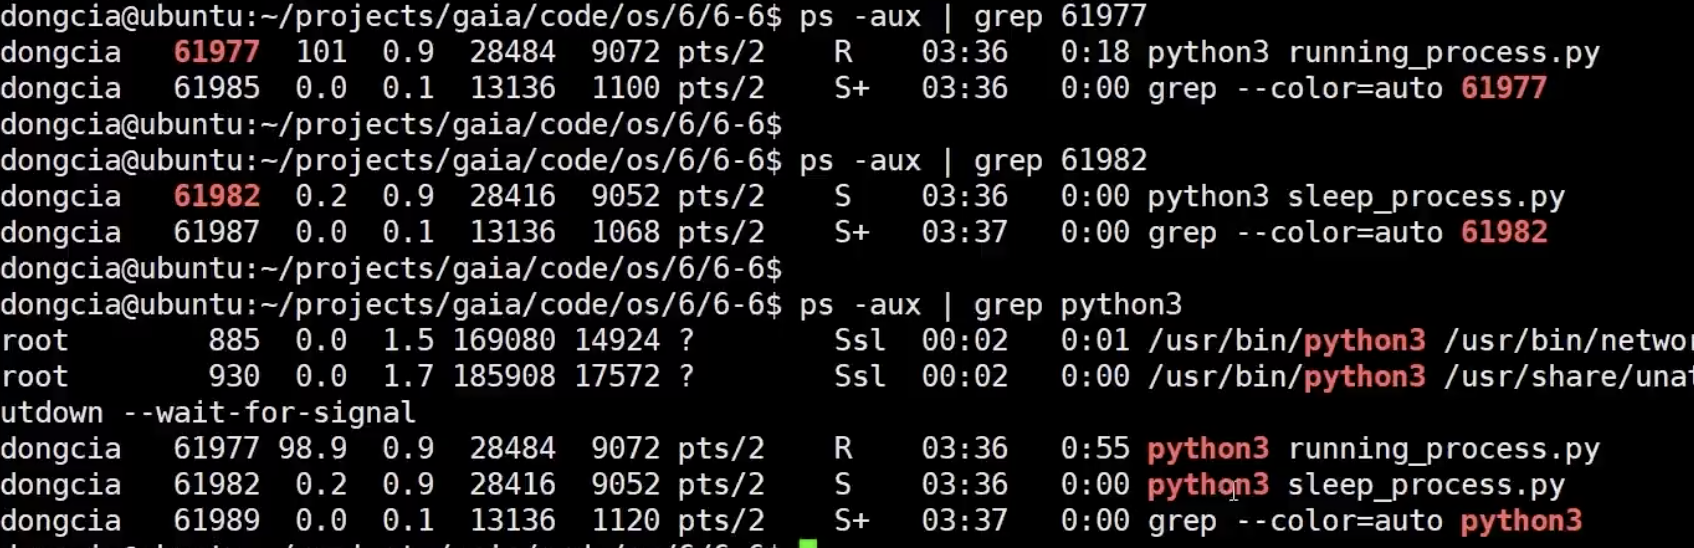 dongcia@ubuntu:~/projects/gaia/code/os/6/6-6$ ps -aux | grep 61977
dongcia   61977  101  0.9  28484  9072 pts/2    R    03:36   0:18 python3 running_process.py
dongcia   61985  0.0  0.1  13136  1100 pts/2    S+   03:36   0:00 grep --color=auto 61977
dongcia@ubuntu:~/projects/gaia/code/os/6/6-6$
dongcia@ubuntu:~/projects/gaia/code/os/6/6-6$ ps -aux | grep 61982
dongcia   61982  0.2  0.9  28416  9052 pts/2    S    03:36   0:00 python3 sleep_process.py
dongcia   61987  0.0  0.1  13136  1068 pts/2    S+   03:37   0:00 grep --color=auto 61982
dongcia@ubuntu:~/projects/gaia/code/os/6/6-6$
dongcia@ubuntu:~/projects/gaia/code/os/6/6-6$ ps -aux | grep python3
root        885  0.0  1.5 169080 14924 ?        Ssl  00:02   0:01 /usr/bin/python3 /usr/bin/networ
root        930  0.0  1.7 185908 17572 ?        Ssl  00:02   0:00 /usr/bin/python3 /usr/share/unat
utdown --wait-for-signal
dongcia   61977 98.9  0.9  28484  9072 pts/2    R    03:36   0:55 python3 running_process.py
dongcia   61982  0.2  0.9  28416  9052 pts/2    S    03:36   0:00 python3 sleep_process.py
dongcia   61989  0.0  0.1  13136  1120 pts/2    S+   03:37   0:00 grep --color=auto python3